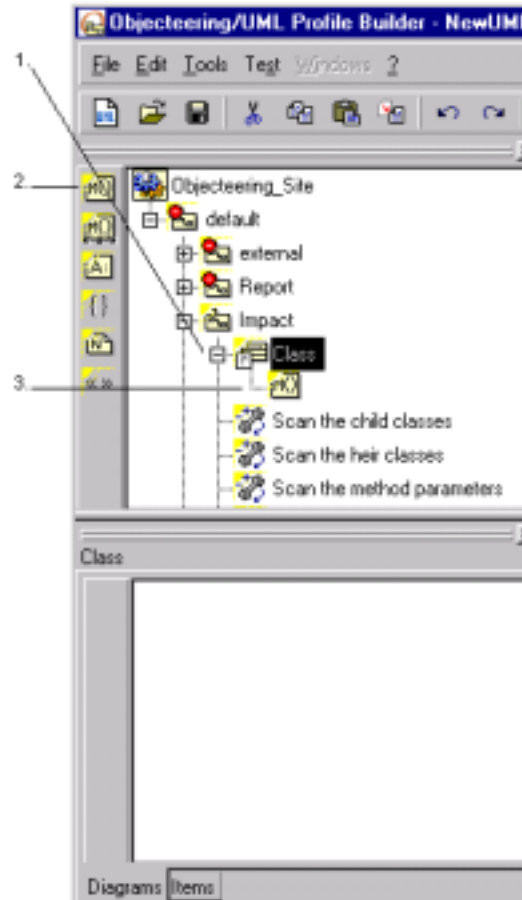 Objecteering/UML Profile Builder - NewUML
File Edit Tools Test Windows ?
1.
2.
Objecteering_Site
default
external
Report
Impact
Class
3.
Scan the child classes
Scan the heir classes
Scan the method parameters
Class
Diagrams Items